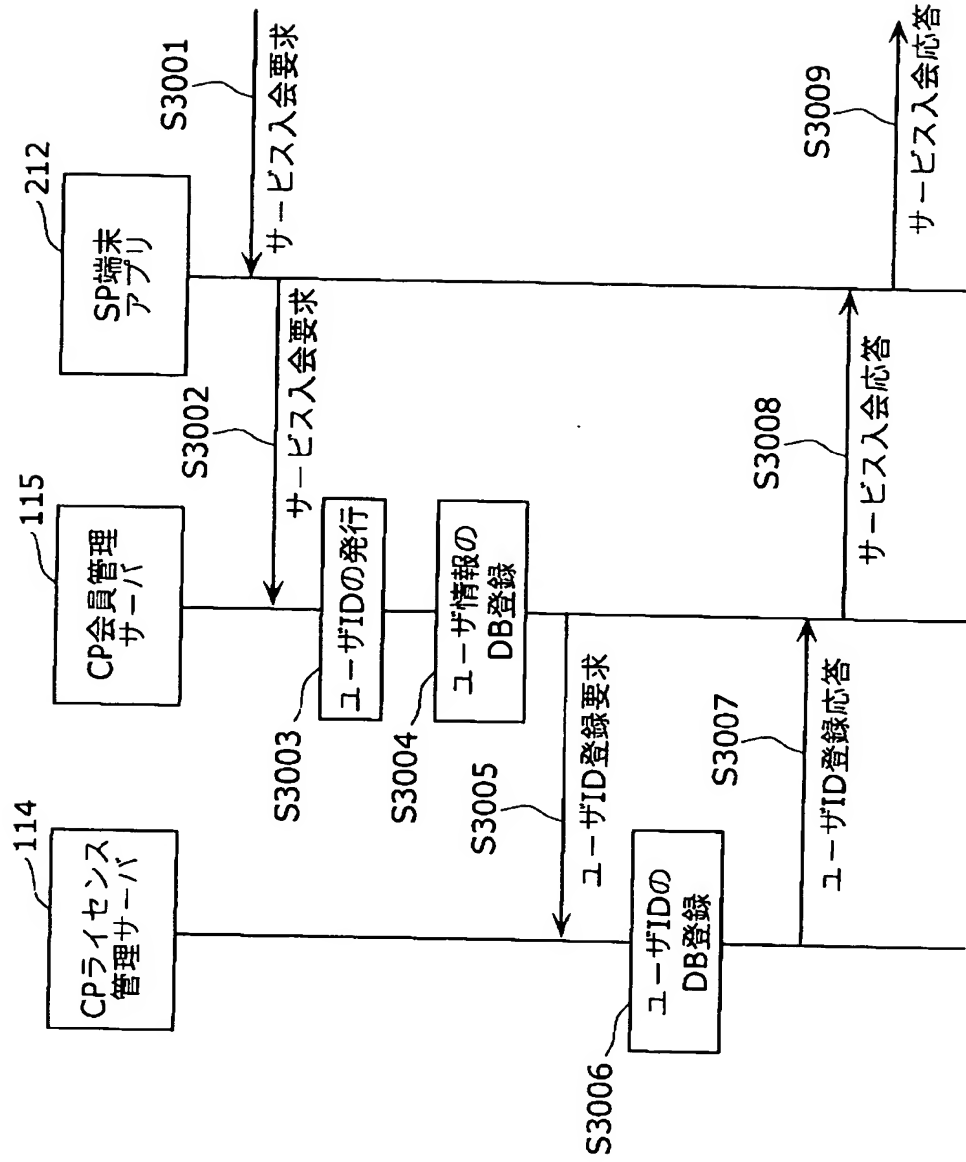 114
CPライセンス
管理サーバ
115
CP会員管理
サーバ
212
SP端末
アプリ
S3001
サービス入会要求
S3002
サービス入会要求
S3003
ユーザIDの発行
S3004
ユーザ情報の
DB登録
S3005
ユーザID登録要求
S3006
ユーザIDの
DB登録
S3007
ユーザID登録応答
S3008
サービス入会応答
S3009
サービス入会応答